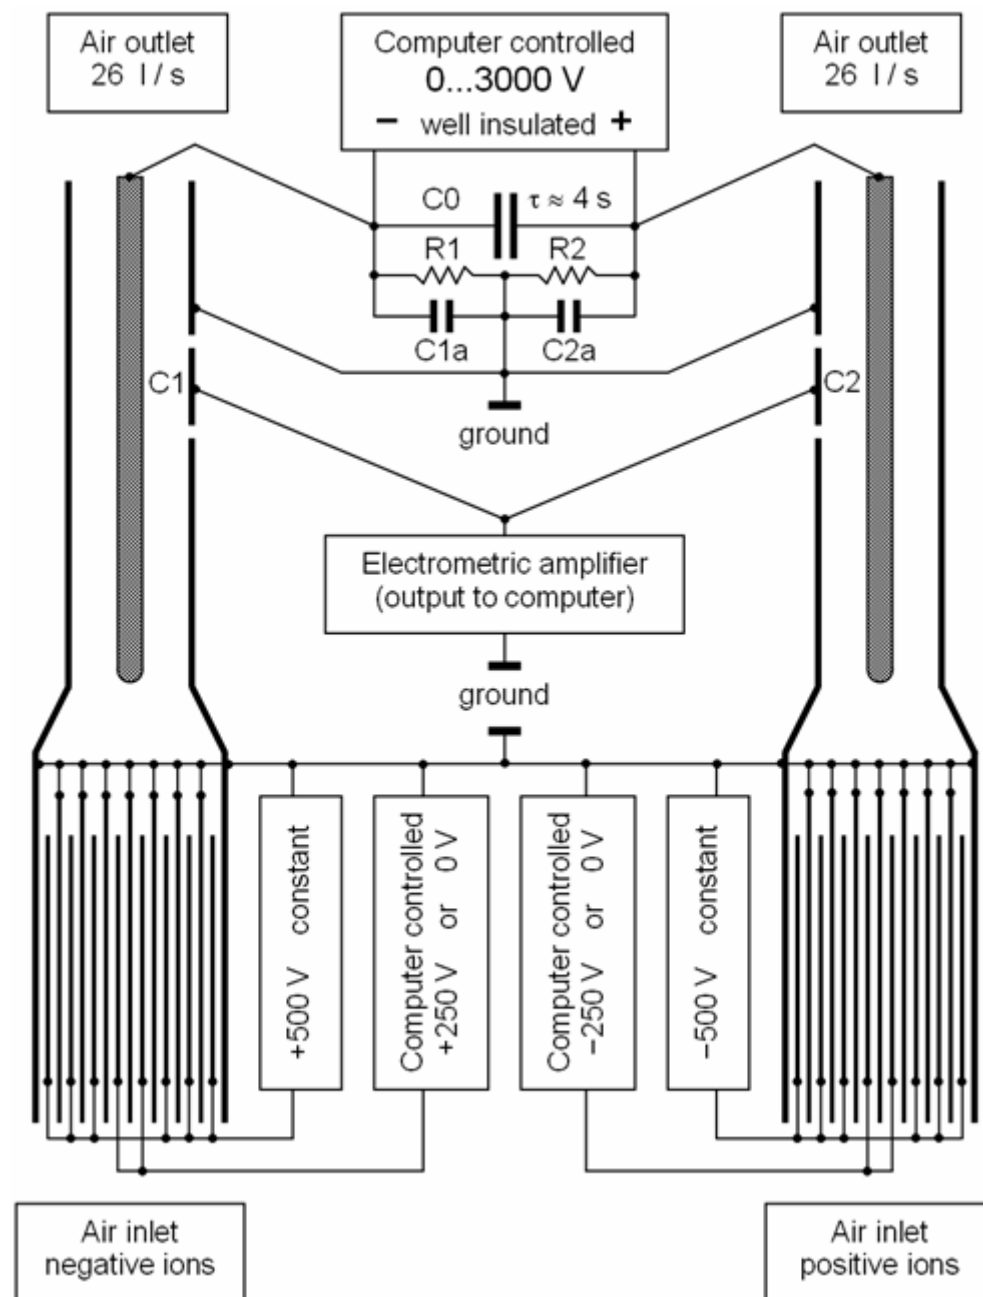 Air outlet
26 l / s
Computer controlled
0...3000 V
− well insulated +
Air outlet
26 l / s
C0
τ ≈ 4 s
R1
R2
C1a
C2a
C1
C2
ground
Electrometric amplifier
(output to computer)
ground
+500 V constant
Computer controlled
+250 V or 0 V
Computer controlled
−250 V or 0 V
−500 V constant
Air inlet
negative ions
Air inlet
positive ions